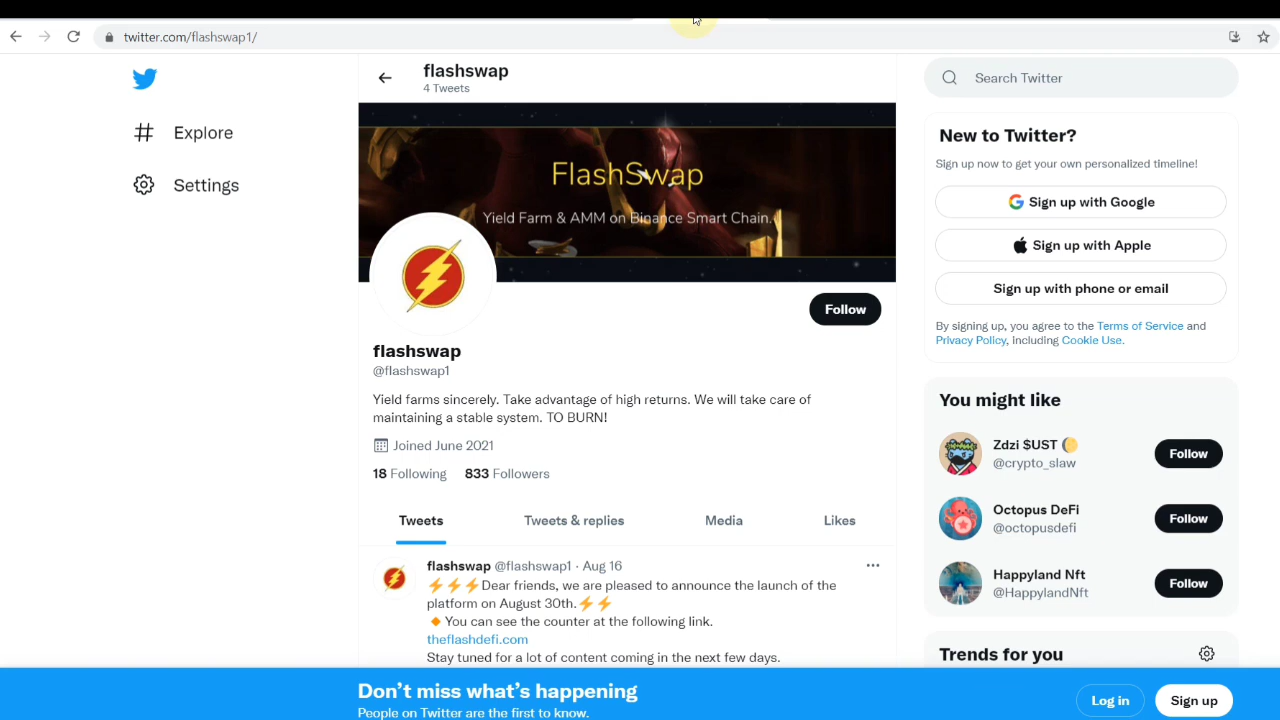 twitter.com/flashswap1/
flashswap
4 Tweets
Explore
Settings
FlashSwap
Yield Farm & AMM on Binance Smart Chain.
Follow
flashswap
@flashswap1
Yield farms sincerely. Take advantage of high returns. We will take care of
maintaining a stable system. TO BURN!
Joined June 2021
18 Following 833 Followers
Tweets Tweets & replies Media Likes
flashswap @flashswap1 · Aug 16
⚡⚡⚡Dear friends, we are pleased to announce the launch of the
platform on August 30th.⚡⚡
🔸You can see the counter at the following link.
theflashdefi.com
Stay tuned for a lot of content coming in the next few days.
Search Twitter
New to Twitter?
Sign up now to get your own personalized timeline!
Sign up with Google
Sign up with Apple
Sign up with phone or email
By signing up, you agree to the Terms of Service and
Privacy Policy, including Cookie Use.
You might like
Zdzi $UST 🌔
@crypto_slaw
Follow
Octopus DeFi
@octopusdefi
Follow
Happyland Nft
@HappylandNft
Follow
Trends for you
Don't miss what's happening
People on Twitter are the first to know.
Log in
Sign up